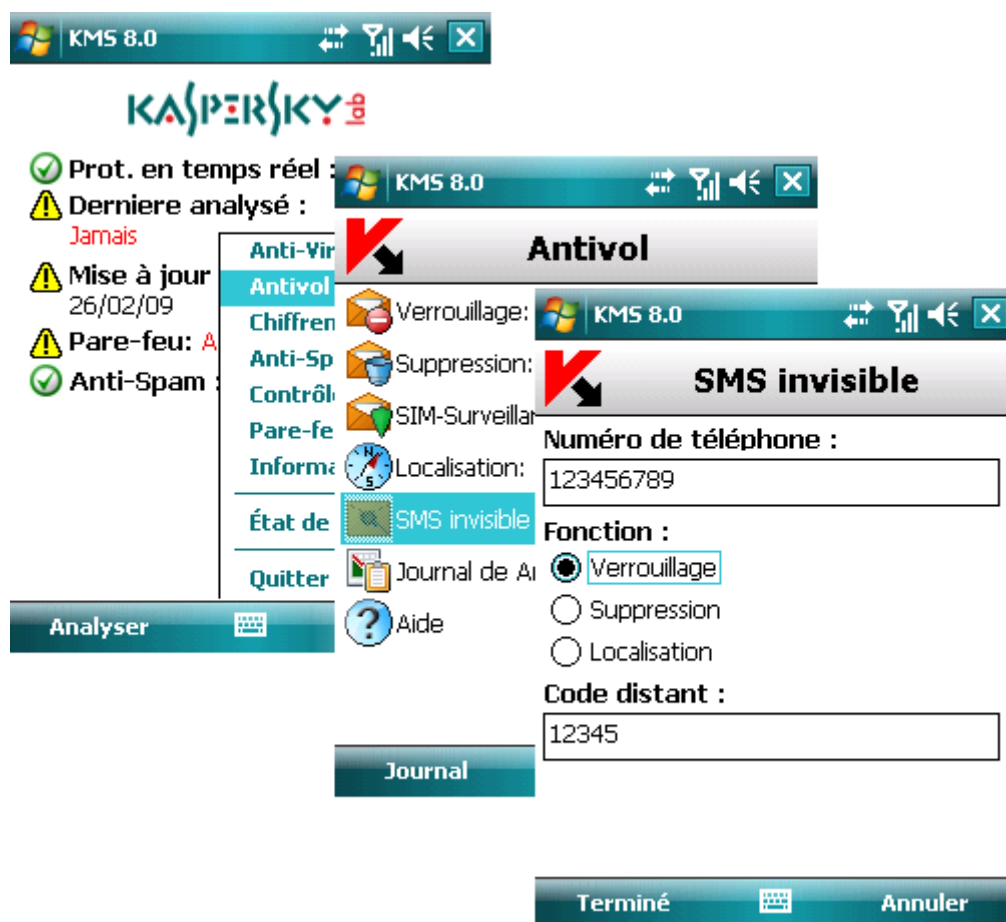 KMS 8.0
KASPERSKY lab
Prot. en temps réel :
Derniere analysé :
Jamais
Mise à jour
26/02/09
Pare-feu: A
Anti-Spam :
Anti-Vir
Antivol
Chiffren
Anti-Sp
Contrôl
Pare-fe
Informa
État de
Quitter
Analyser
KMS 8.0
Antivol
Verrouillage:
Suppression:
SIM-Surveillan
Localisation:
SMS invisible
Journal de An
Aide
Journal
KMS 8.0
SMS invisible
Numéro de téléphone :
123456789
Fonction :
Verrouillage
Suppression
Localisation
Code distant :
12345
Terminé
Annuler